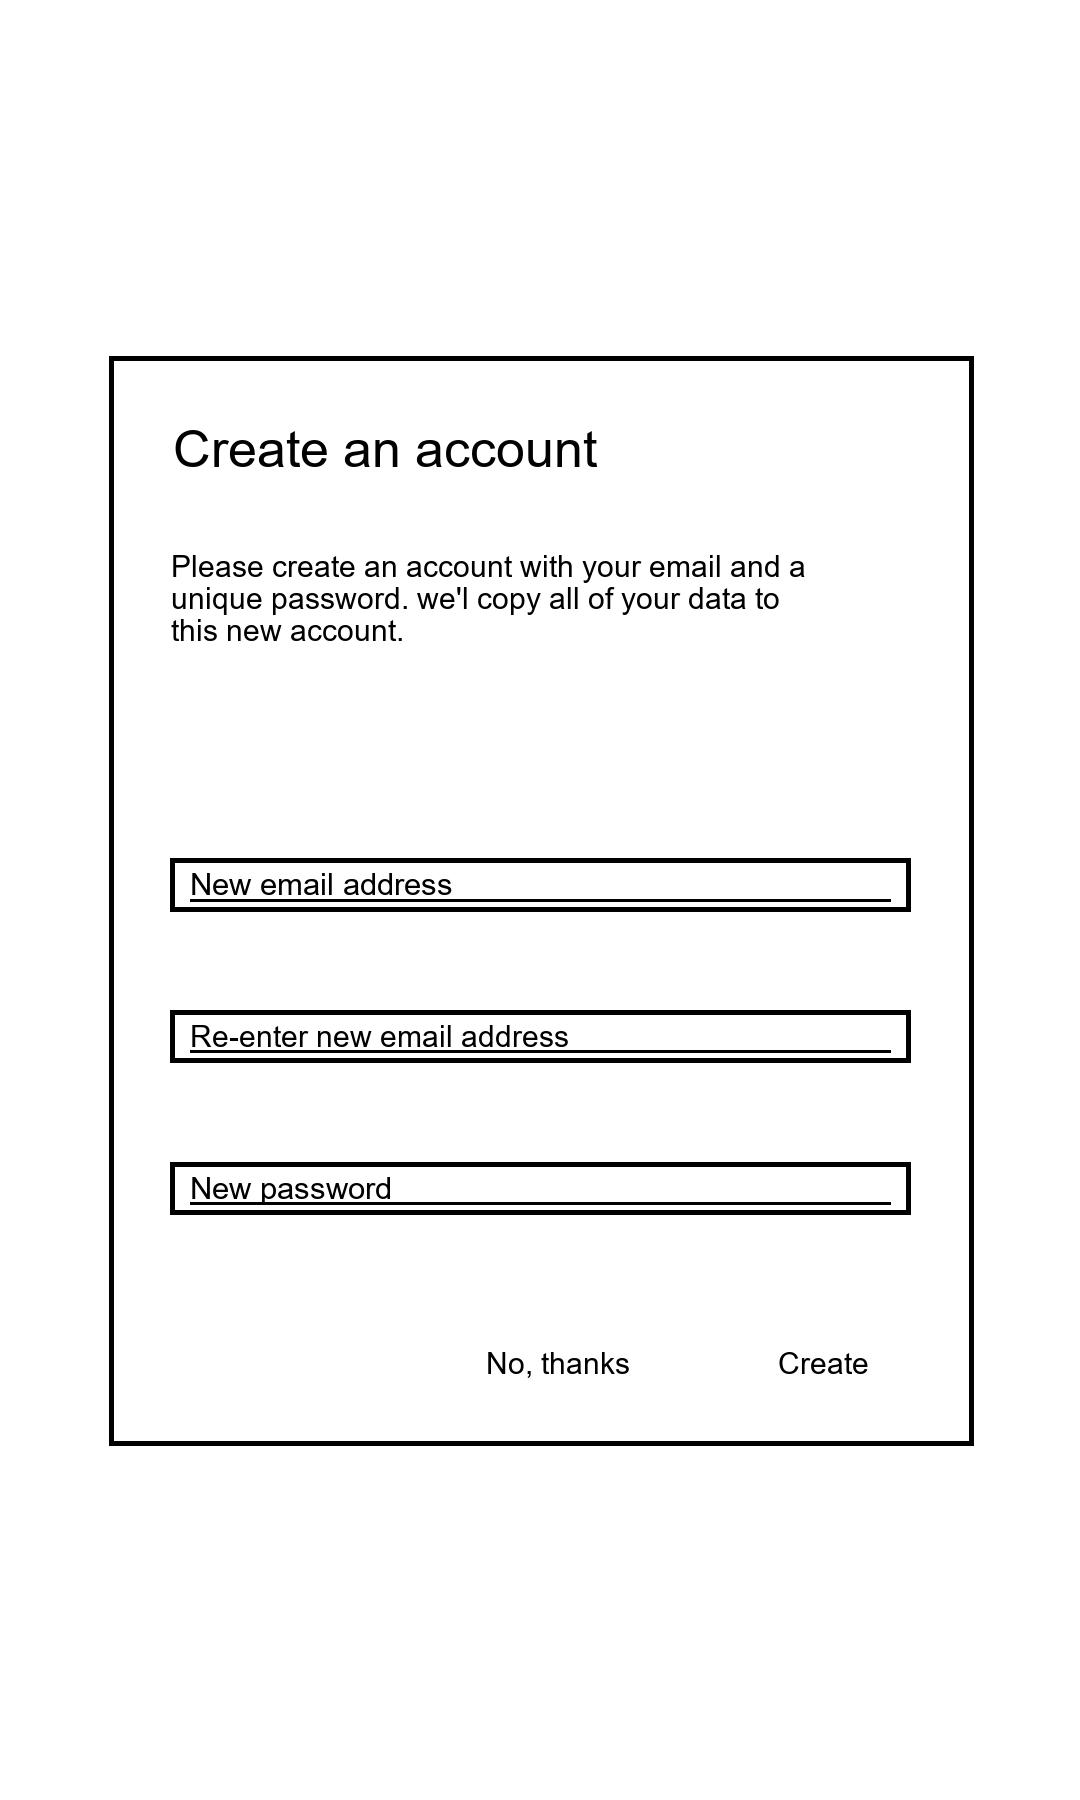 Create an account
Please create an account with your email and a
unique password. we'l copy all of your data to
this new account.
New email address
Re-enter new email address
New password
No, thanks
Create